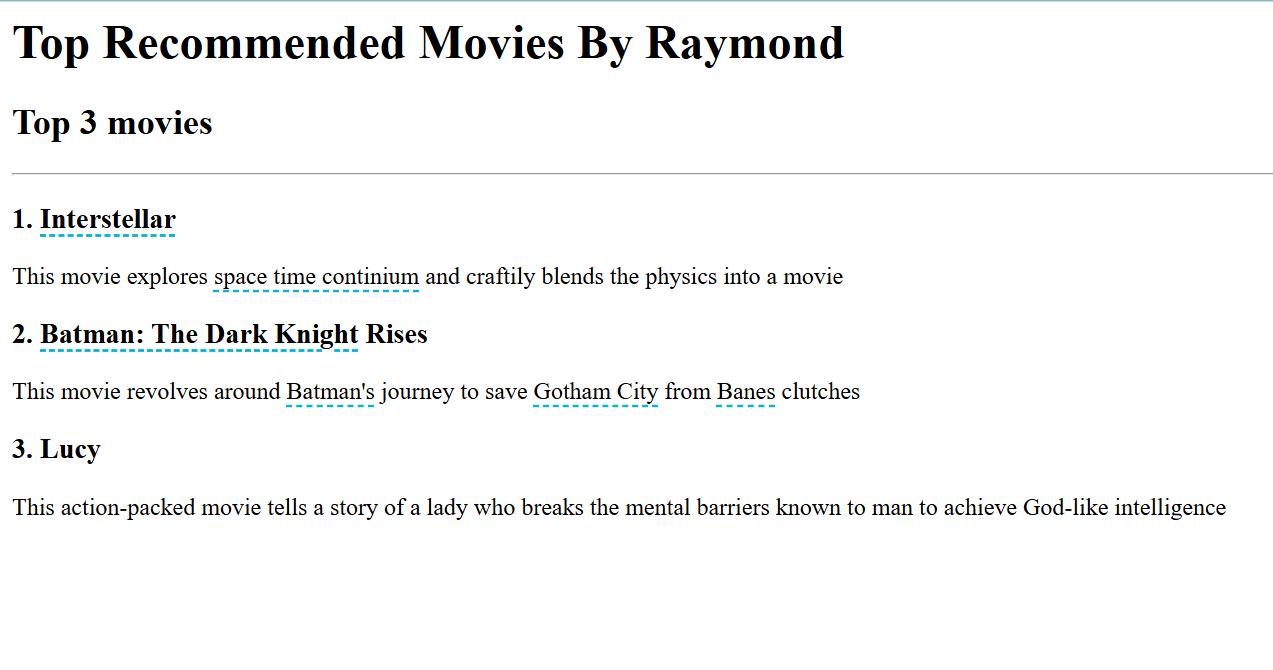 Top Recommended Movies By Raymond
Top 3 movies
1. Interstellar
This movie explores space time continium and craftily blends the physics into a movie
2. Batman: The Dark Knight Rises
This movie revolves around Batman's journey to save Gotham City from Banes clutches
3. Lucy
This action-packed movie tells a story of a lady who breaks the mental barriers known to man to achieve God-like intelligence